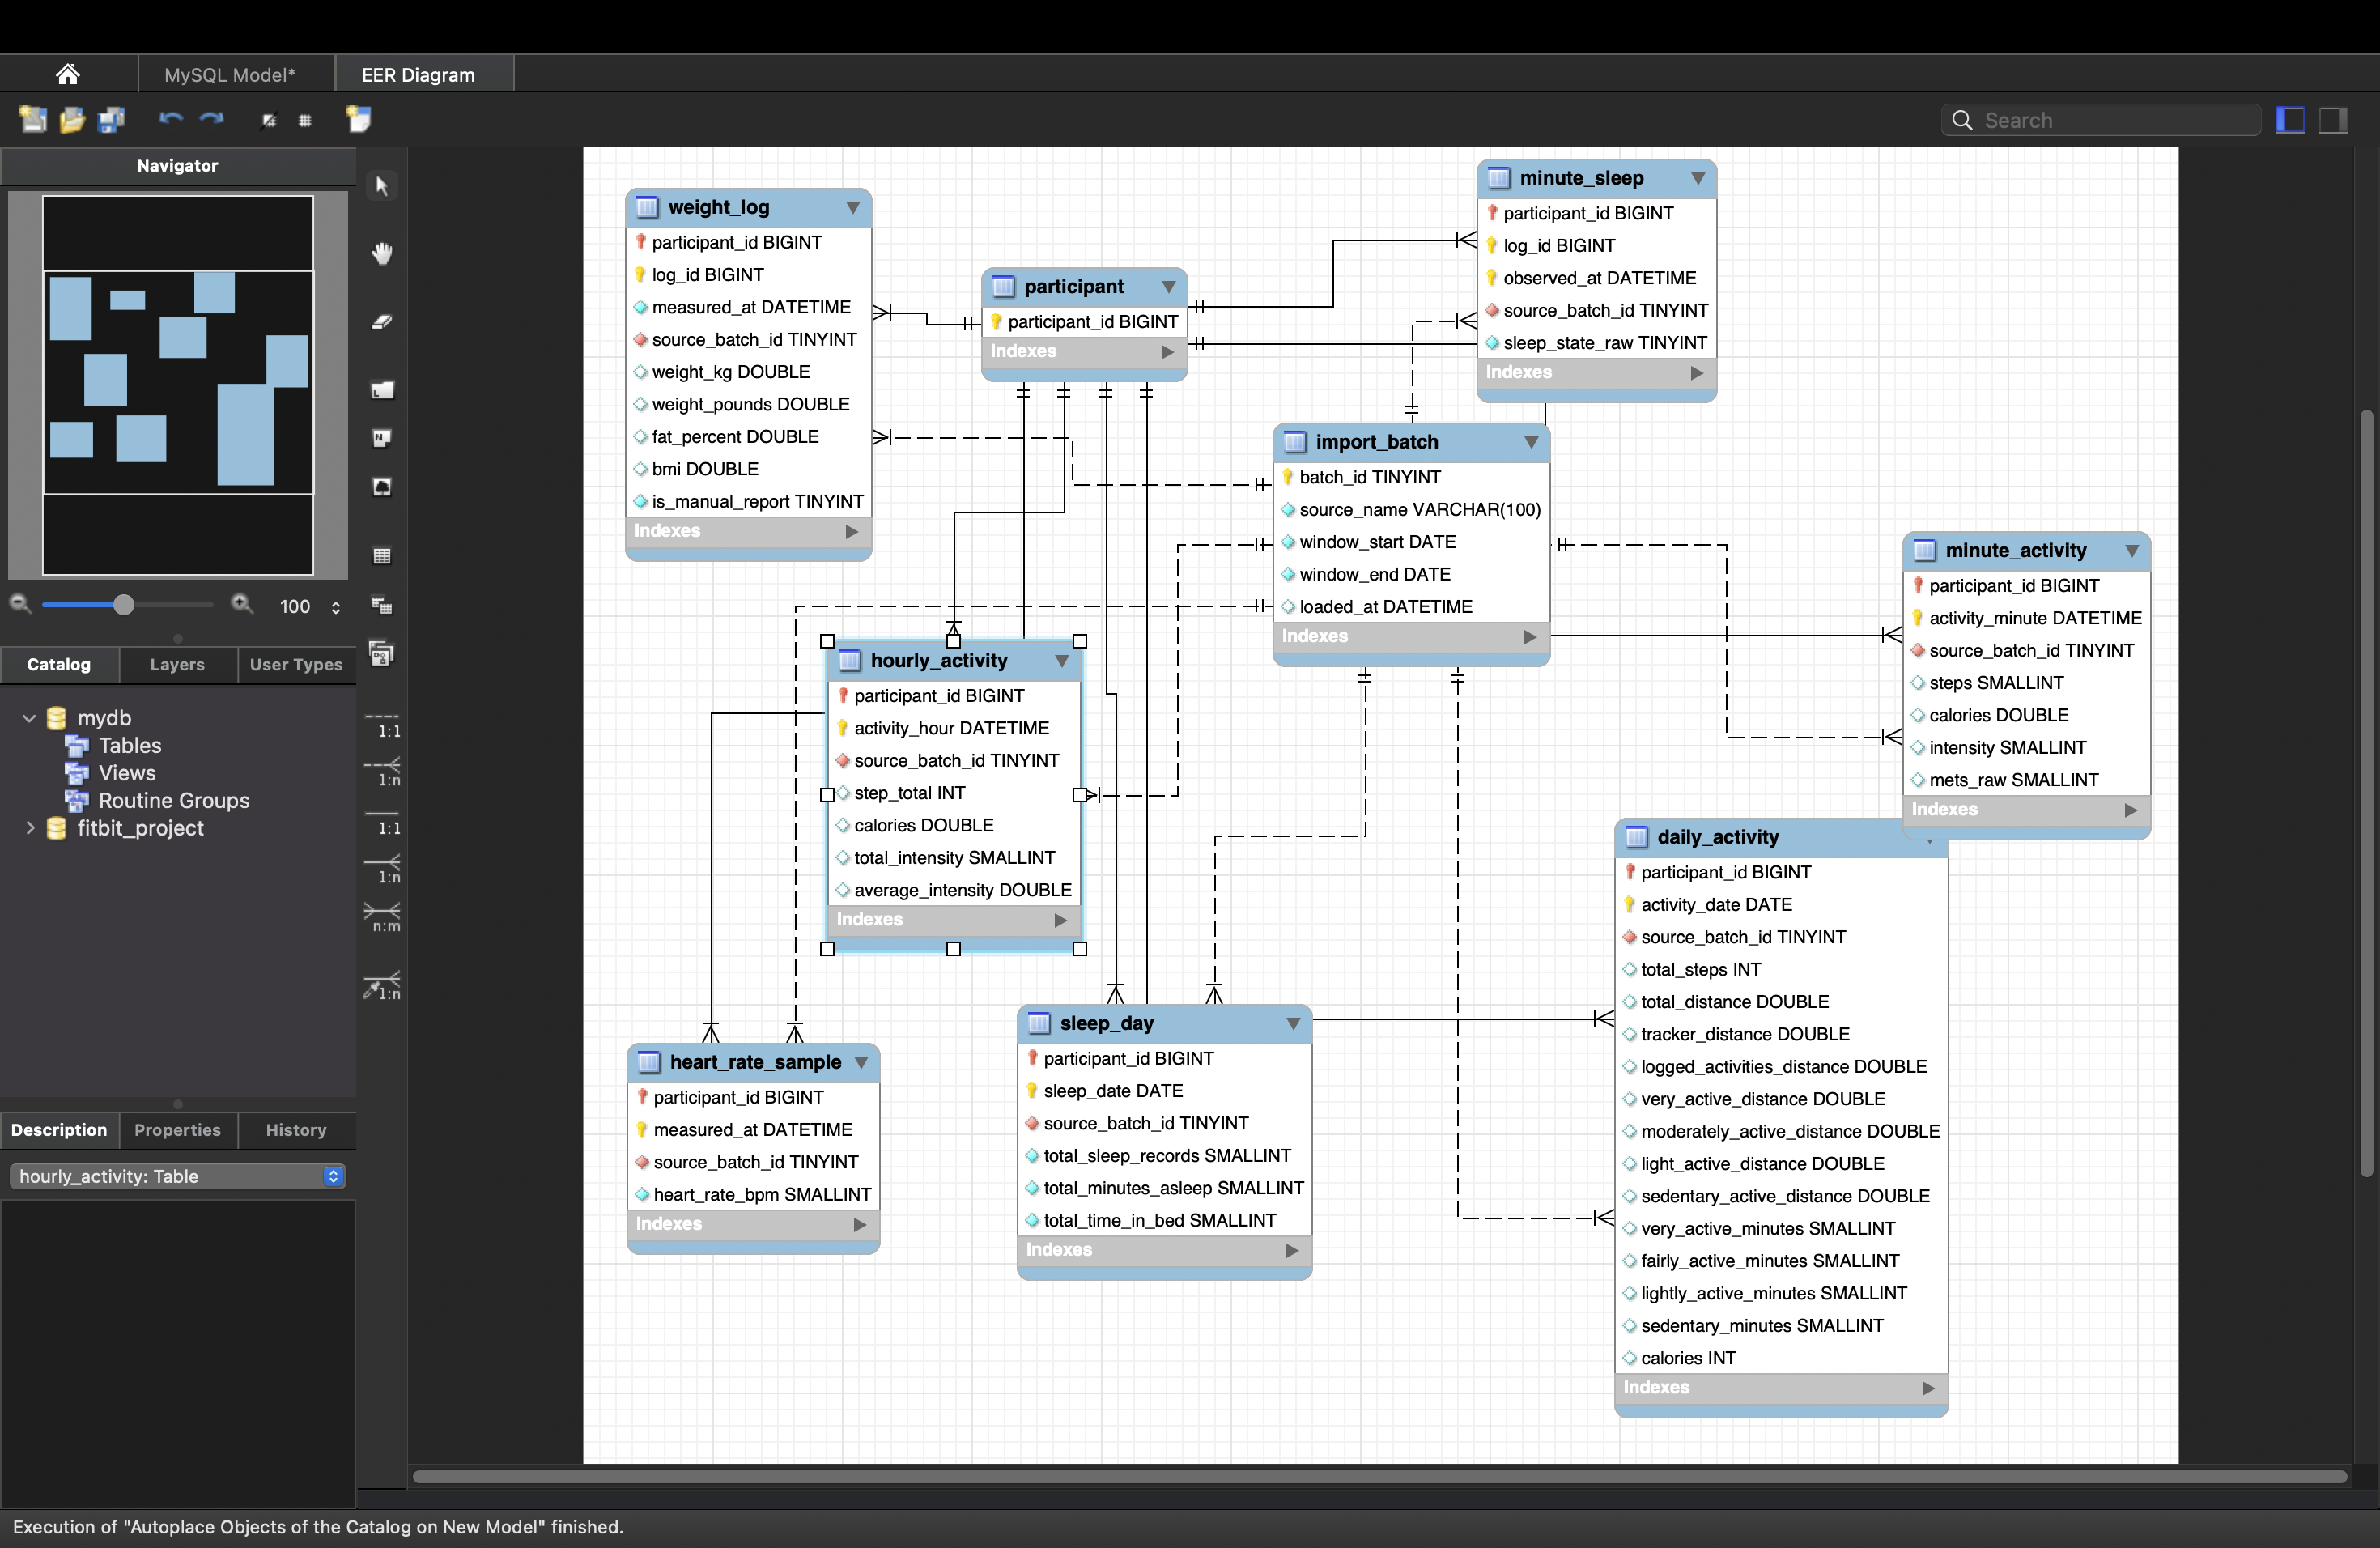 MySQL Model*
EER Diagram
Search
Navigator
100
Catalog
Layers
User Types
mydb
Tables
Views
Routine Groups
fitbit_project
Description
Properties
History
hourly_activity: Table
1:1
1:n
1:1
1:n
n:m
1:n
weight_log
participant_id BIGINT
log_id BIGINT
measured_at DATETIME
source_batch_id TINYINT
weight_kg DOUBLE
weight_pounds DOUBLE
fat_percent DOUBLE
bmi DOUBLE
is_manual_report TINYINT
Indexes
participant
participant_id BIGINT
Indexes
minute_sleep
participant_id BIGINT
log_id BIGINT
observed_at DATETIME
source_batch_id TINYINT
sleep_state_raw TINYINT
Indexes
import_batch
batch_id TINYINT
source_name VARCHAR(100)
window_start DATE
window_end DATE
loaded_at DATETIME
Indexes
minute_activity
participant_id BIGINT
activity_minute DATETIME
source_batch_id TINYINT
steps SMALLINT
calories DOUBLE
intensity SMALLINT
mets_raw SMALLINT
Indexes
hourly_activity
participant_id BIGINT
activity_hour DATETIME
source_batch_id TINYINT
step_total INT
calories DOUBLE
total_intensity SMALLINT
average_intensity DOUBLE
Indexes
daily_activity
participant_id BIGINT
activity_date DATE
source_batch_id TINYINT
total_steps INT
total_distance DOUBLE
tracker_distance DOUBLE
logged_activities_distance DOUBLE
very_active_distance DOUBLE
moderately_active_distance DOUBLE
light_active_distance DOUBLE
sedentary_active_distance DOUBLE
very_active_minutes SMALLINT
fairly_active_minutes SMALLINT
lightly_active_minutes SMALLINT
sedentary_minutes SMALLINT
calories INT
Indexes
heart_rate_sample
participant_id BIGINT
measured_at DATETIME
source_batch_id TINYINT
heart_rate_bpm SMALLINT
Indexes
sleep_day
participant_id BIGINT
sleep_date DATE
source_batch_id TINYINT
total_sleep_records SMALLINT
total_minutes_asleep SMALLINT
total_time_in_bed SMALLINT
Indexes
Execution of "Autoplace Objects of the Catalog on New Model" finished.